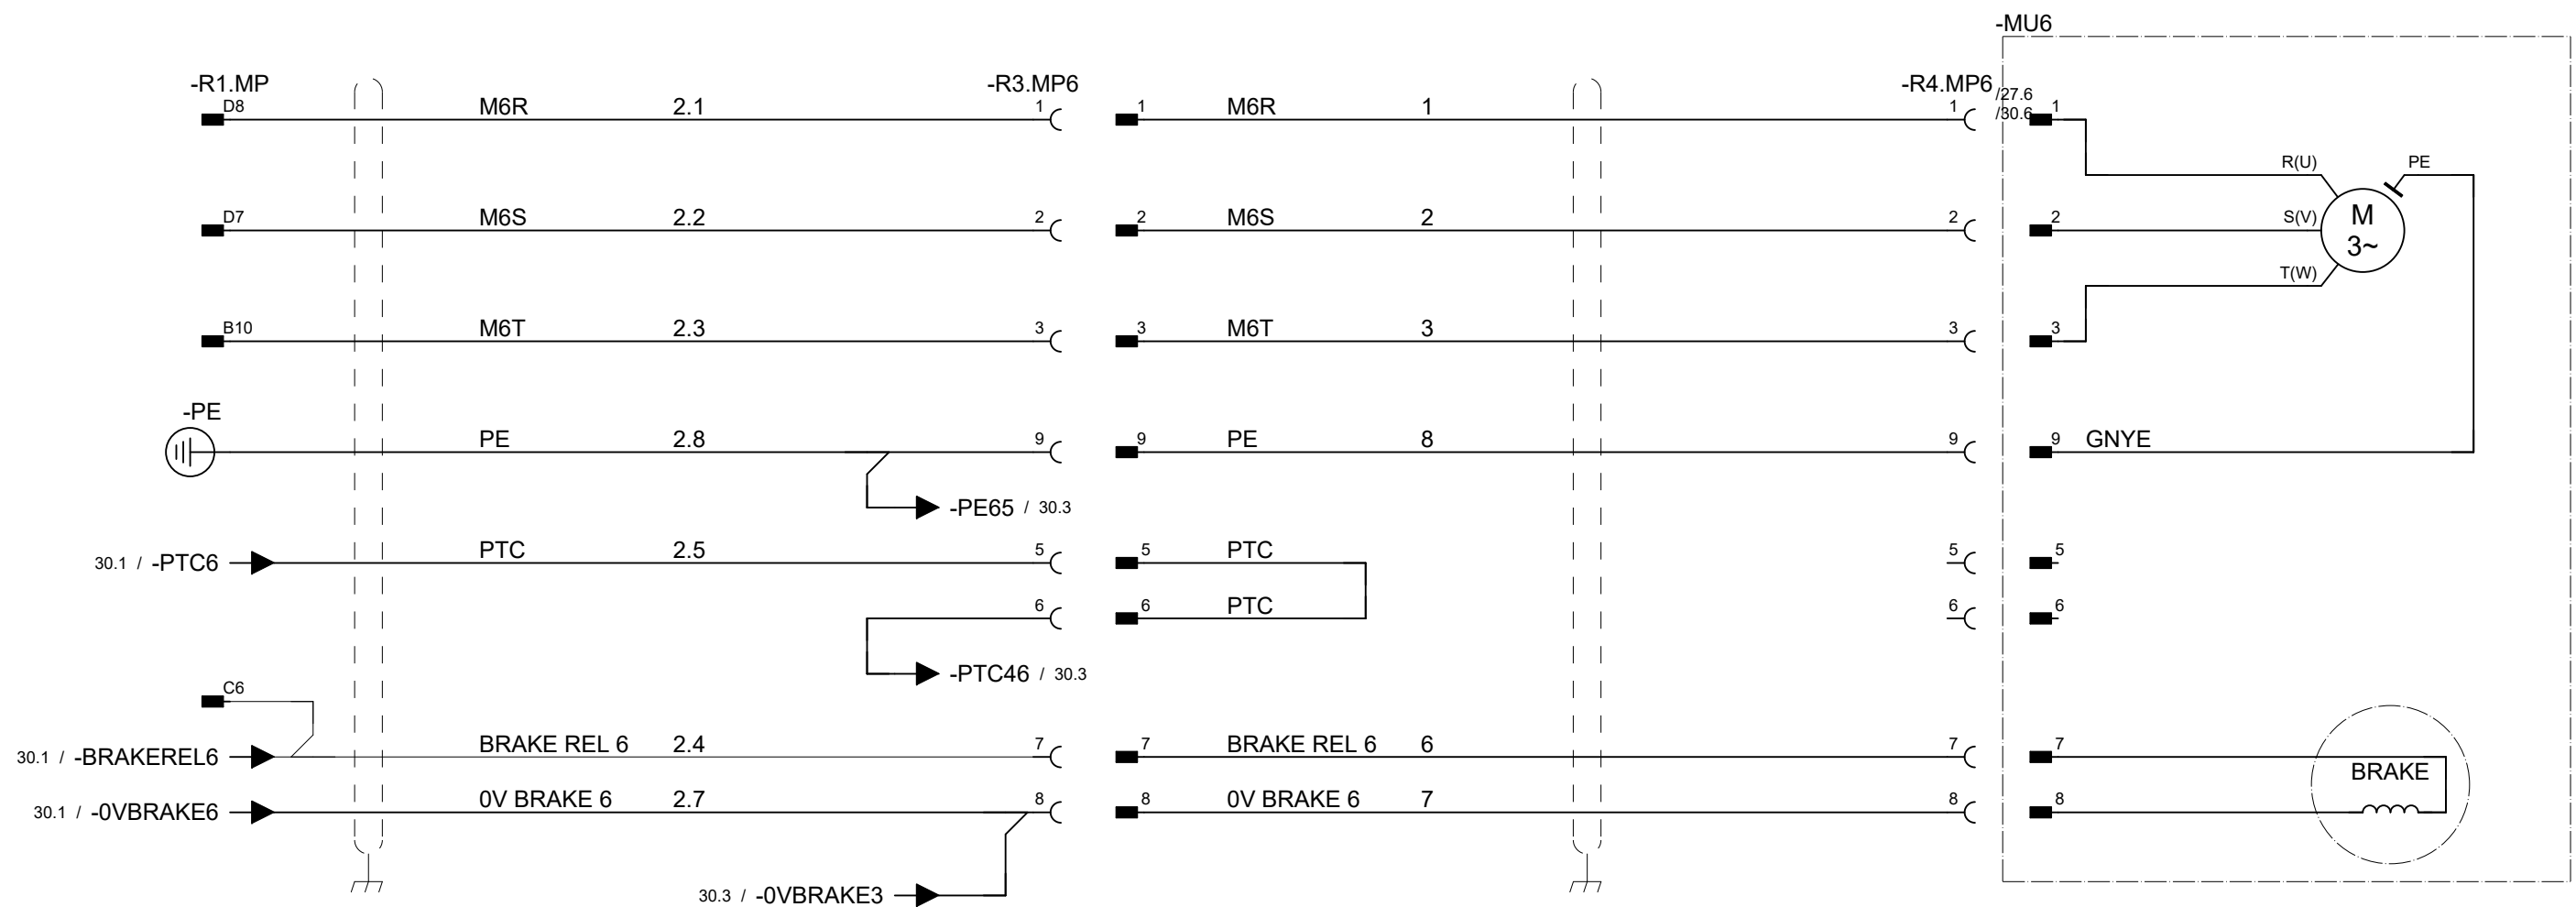 -MU6
-R1.MP -R3.MP6 -R4.MP6 /27.6
/30.6
D8 M6R 2.1 1 1 M6R 1 1 1
R(U) PE
D7 M6S 2.2 2 2 M6S 2 2 2 S(V) M
3~
T(W)
B10 M6T 2.3 3 3 M6T 3 3 3
-PE
PE 2.8 9 9 PE 8 9 9 GNYE
-PE65 / 30.3
30.1 / -PTC6 PTC 2.5 5 5 PTC 5 5
6 6 PTC 6 6
-PTC46 / 30.3
C6
30.1 / -BRAKEREL6 BRAKE REL 6 2.4 7 7 BRAKE REL 6 6 7 7
BRAKE
30.1 / -0VBRAKE6 0V BRAKE 6 2.7 8 8 0V BRAKE 6 7 8 8
30.3 / -0VBRAKE3